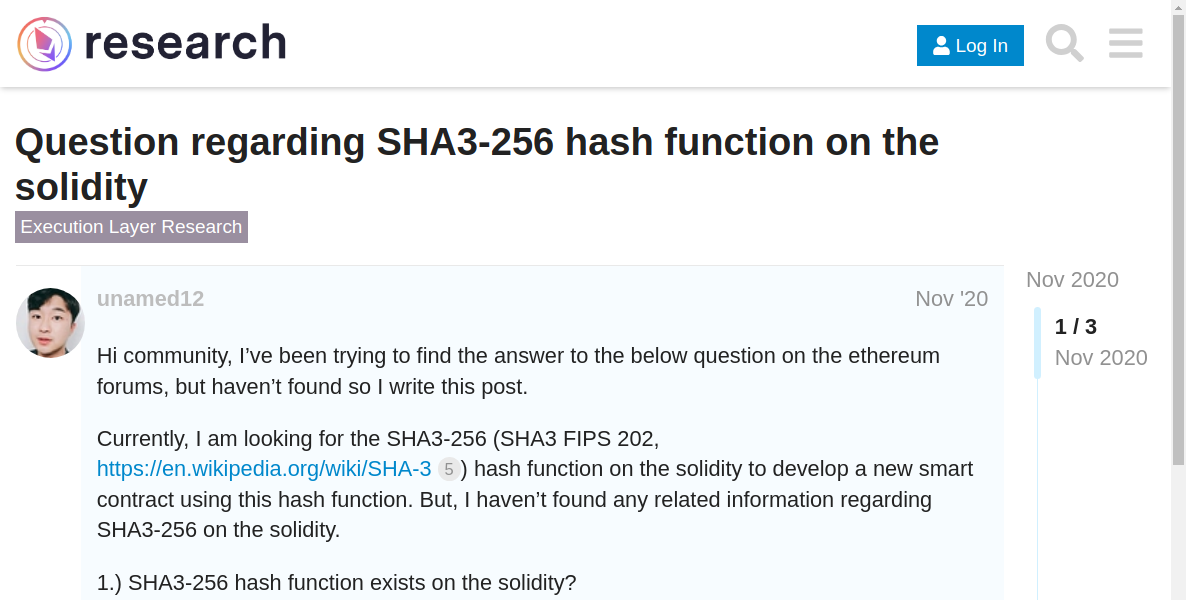 research
Log In
Question regarding SHA3-256 hash function on the
solidity
Execution Layer Research
unamed12
Nov '20
Nov 2020
1 / 3
Nov 2020
Hi community, I’ve been trying to find the answer to the below question on the ethereum
forums, but haven’t found so I write this post.
Currently, I am looking for the SHA3-256 (SHA3 FIPS 202,
https://en.wikipedia.org/wiki/SHA-3 5) hash function on the solidity to develop a new smart
contract using this hash function. But, I haven’t found any related information regarding
SHA3-256 on the solidity.
1.) SHA3-256 hash function exists on the solidity?